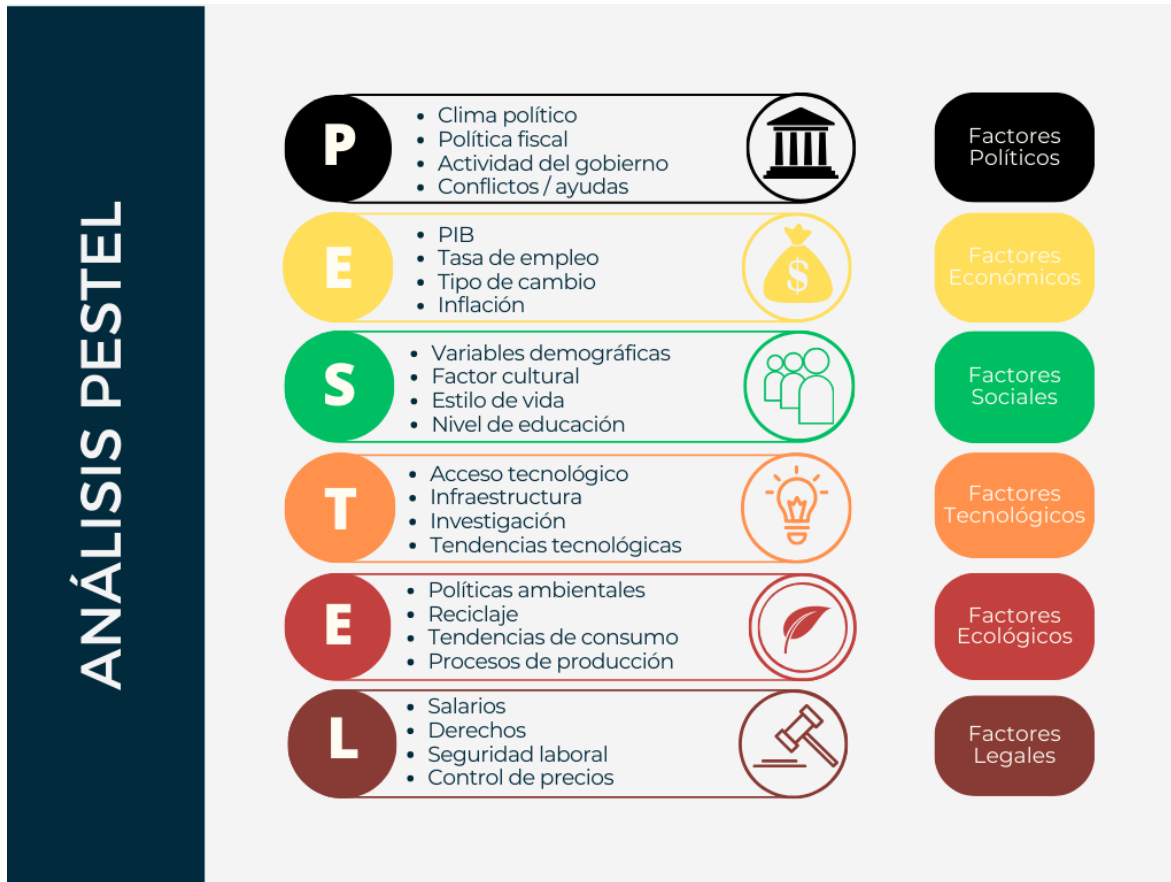 ANÁLISIS PESTEL
P
• Clima político
• Política fiscal
• Actividad del gobierno
• Conflictos / ayudas
Factores
Políticos
E
• PIB
• Tasa de empleo
• Tipo de cambio
• Inflación
$
Factores
Económicos
S
• Variables demográficas
• Factor cultural
• Estilo de vida
• Nivel de educación
Factores
Sociales
T
• Acceso tecnológico
• Infraestructura
• Investigación
• Tendencias tecnológicas
Factores
Tecnológicos
E
• Políticas ambientales
• Reciclaje
• Tendencias de consumo
• Procesos de producción
Factores
Ecológicos
L
• Salarios
• Derechos
• Seguridad laboral
• Control de precios
Factores
Legales